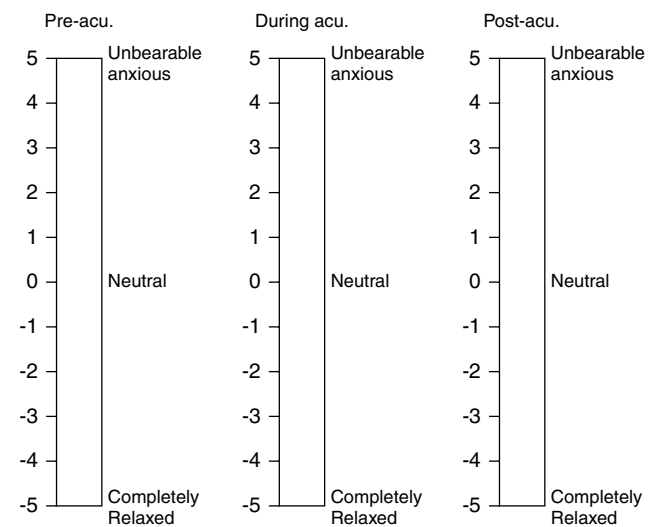 Pre-acu.
5
Unbearable
anxious
4
3
2
1
0
Neutral
-1
-2
-3
-4
-5
Completely
Relaxed
During acu.
5
Unbearable
anxious
4
3
2
1
0
Neutral
-1
-2
-3
-4
-5
Completely
Relaxed
Post-acu.
5
Unbearable
anxious
4
3
2
1
0
Neutral
-1
-2
-3
-4
-5
Completely
Relaxed